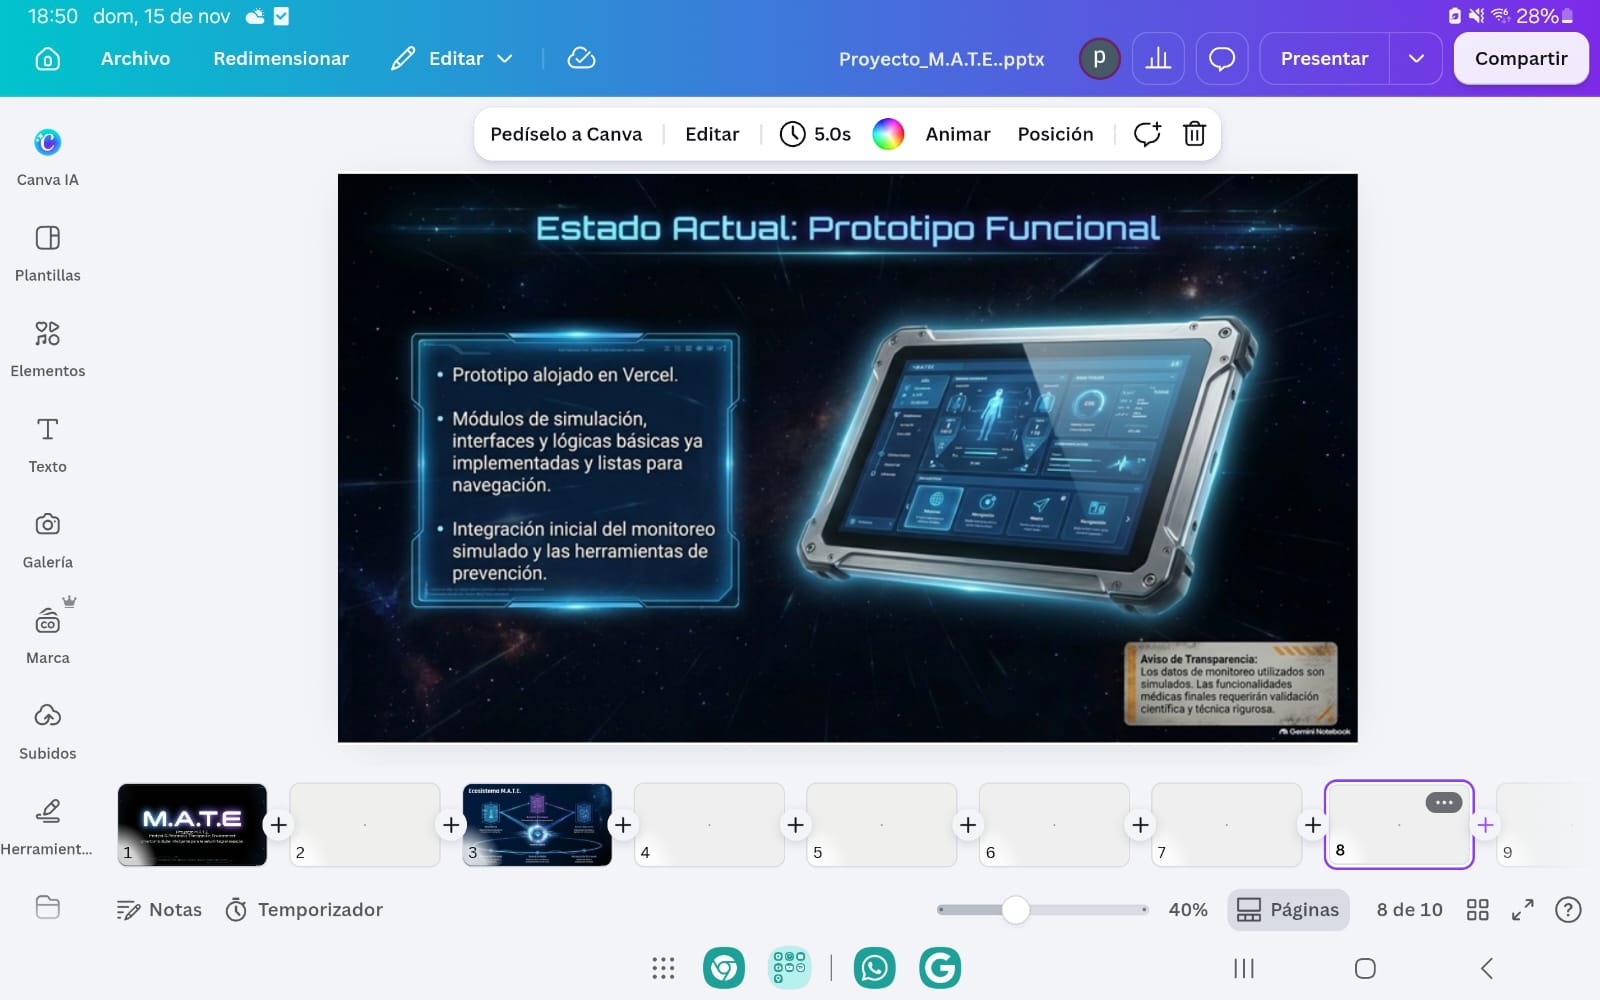 18:50 dom, 15 de nov
28%
Archivo
Redimensionar
Editar
Proyecto_M.A.T.E..pptx
p
Presentar
Compartir
Pedíselo a Canva
Editar
5.0s
Animar
Posición
Canva IA
Plantillas
Elementos
Texto
Galería
CO
Marca
Subidos
Herramient...
Estado Actual: Prototipo Funcional
• Prototipo alojado en Vercel.
• Módulos de simulación,
interfaces y lógicas básicas ya
implementadas y listas para
navegación.
• Integración inicial del monitoreo
simulado y las herramientas de
prevención.
Aviso de Transparencia:
Los datos de monitoreo utilizados son
simulados. Las funcionalidades
médicas finales requerirán validación
científica y técnica rigurosa.
Gemini Notebook
M.A.T.E
1
2
Ecosistema M.A.T.E.
3
4
5
6
7
8
9
Notas
Temporizador
40%
Páginas
8 de 10